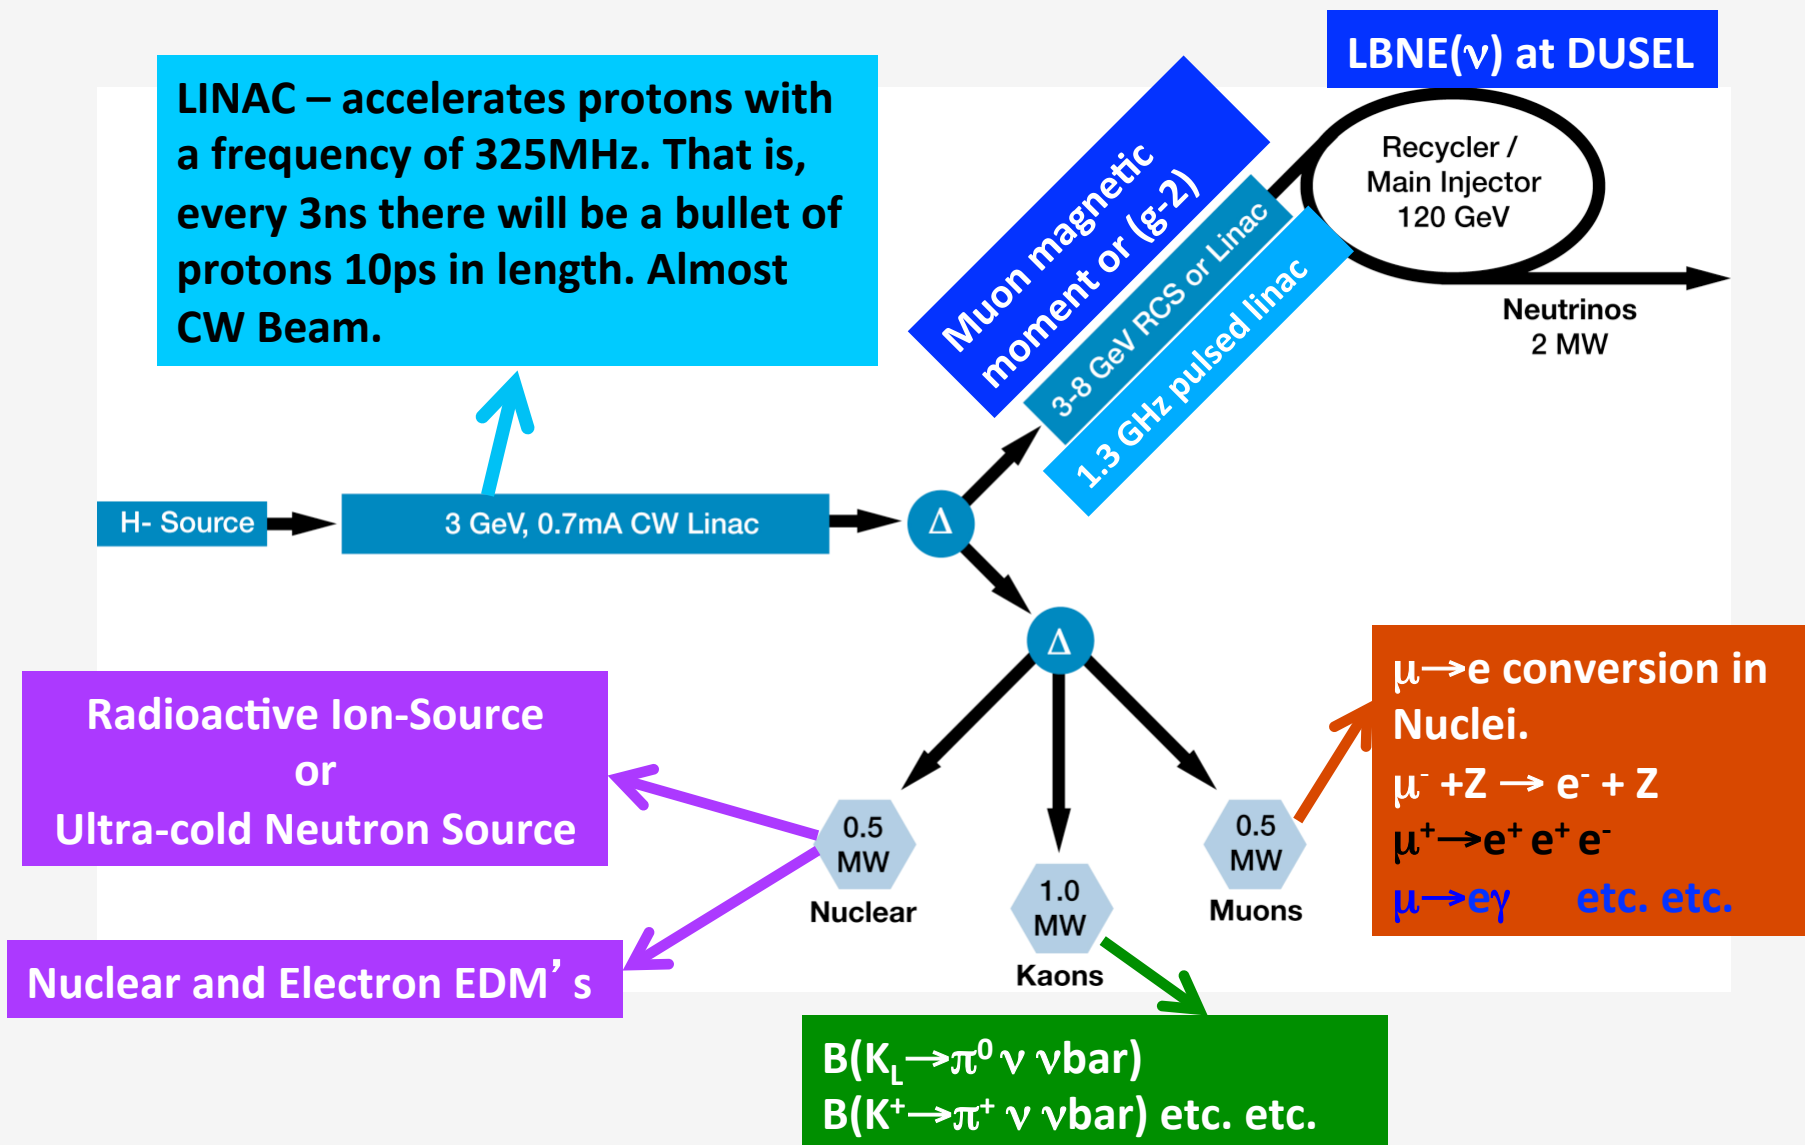 LBNE(ν) at DUSEL
LINAC – accelerates protons with
a frequency of 325MHz. That is,
every 3ns there will be a bullet of
protons 10ps in length. Almost
CW Beam.
Muon magnetic
moment or (g-2)
3-8 GeV RCS or Linac
1.3 GHz pulsed linac
Recycler /
Main Injector
120 GeV
Neutrinos
2 MW
H- Source
3 GeV, 0.7mA CW Linac
Δ
Δ
Radioactive Ion-Source
or
Ultra-cold Neutron Source
Nuclear and Electron EDM's
0.5
MW
Nuclear
1.0
MW
Kaons
0.5
MW
Muons
μ→e conversion in
Nuclei.
μ⁻ +Z → e⁻ + Z
μ⁺→e⁺ e⁺ e⁻
μ→eγ etc. etc.
B(K_L→π⁰ ν νbar)
B(K⁺→π⁺ ν νbar) etc. etc.